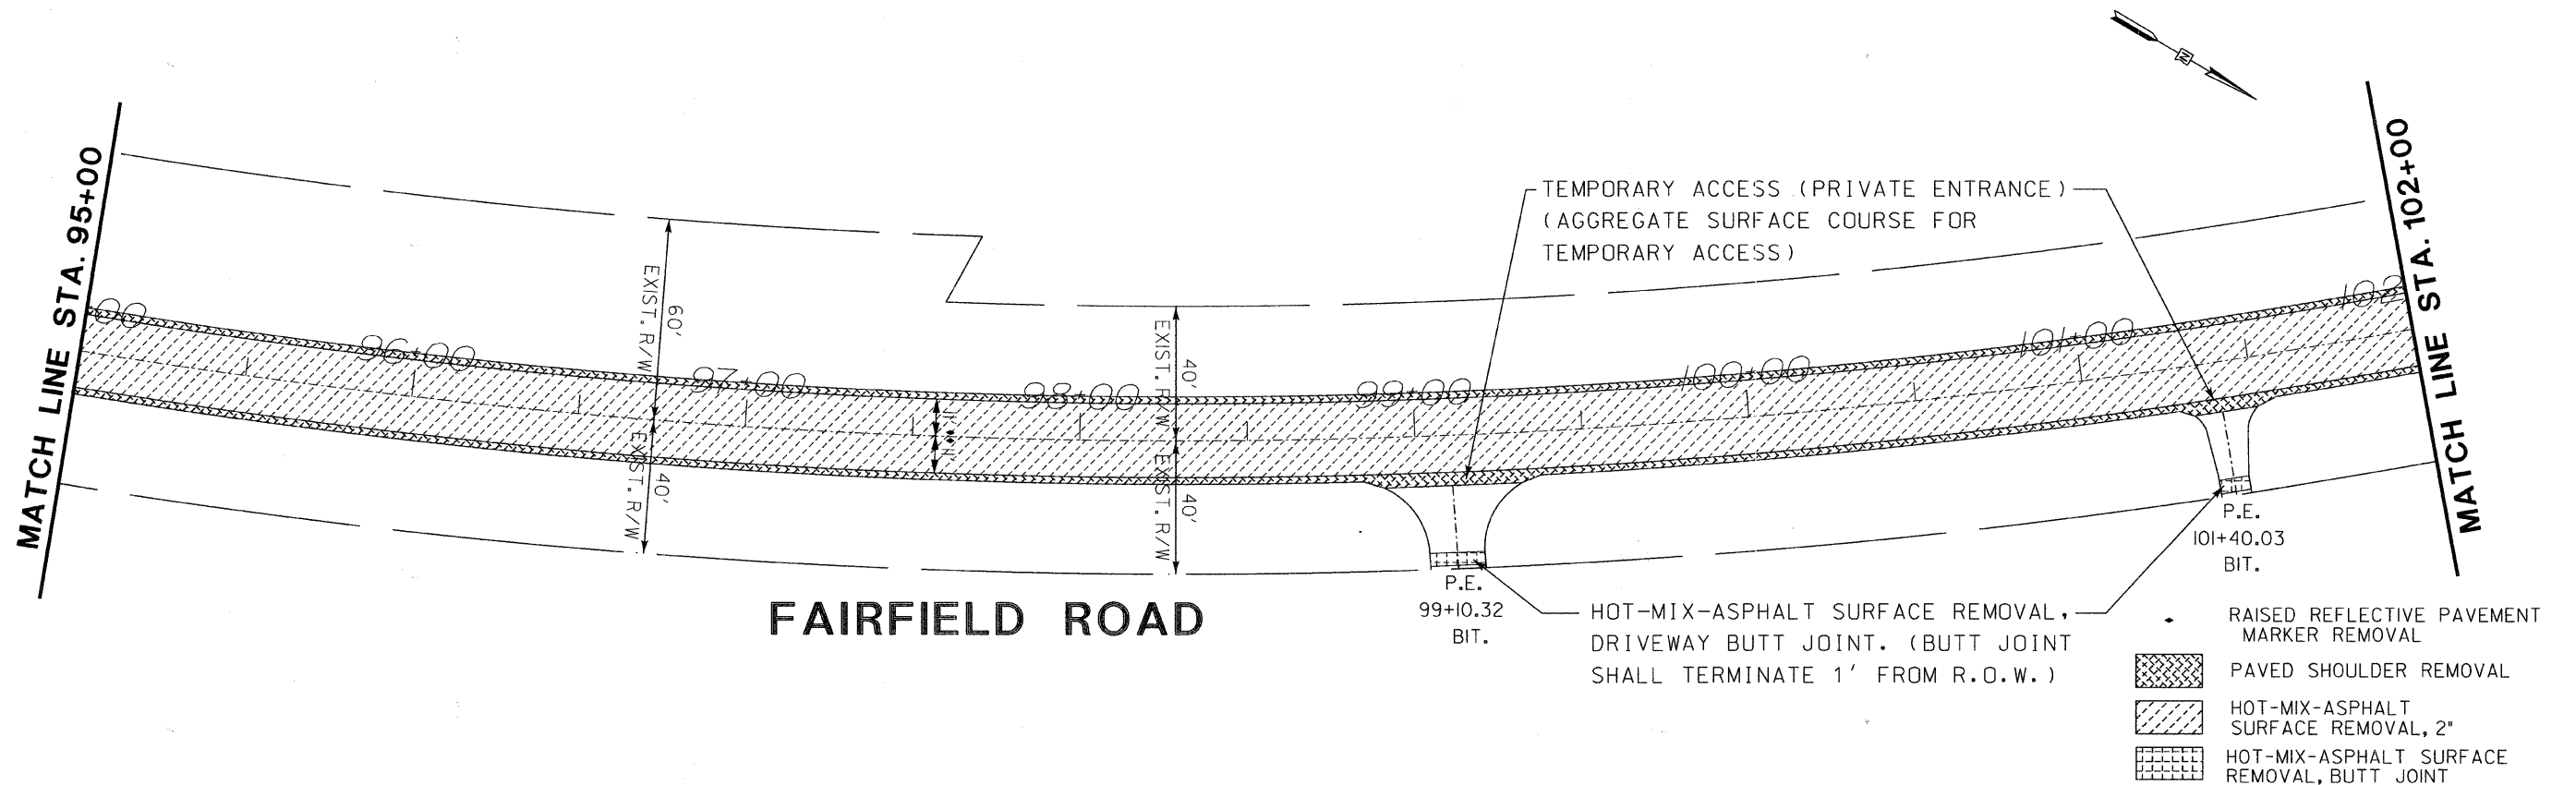 N
MATCH LINE STA. 95+00
MATCH LINE STA. 102+00
TEMPORARY ACCESS (PRIVATE ENTRANCE)
(AGGREGATE SURFACE COURSE FOR
TEMPORARY ACCESS)
00
96+00
97+00
98+00
99+00
100+00
101+00
102
60'
EXIST. R/W
40'
EXIST. R/W
40'
EXIST. R/W
40'
EXIST. R/W
11'
11'
P.E.
99+10.32
BIT.
P.E.
101+40.03
BIT.
FAIRFIELD ROAD
HOT-MIX-ASPHALT SURFACE REMOVAL,
DRIVEWAY BUTT JOINT. (BUTT JOINT
SHALL TERMINATE 1' FROM R.O.W.)
RAISED REFLECTIVE PAVEMENT
MARKER REMOVAL
PAVED SHOULDER REMOVAL
HOT-MIX-ASPHALT
SURFACE REMOVAL, 2"
HOT-MIX-ASPHALT SURFACE
REMOVAL, BUTT JOINT